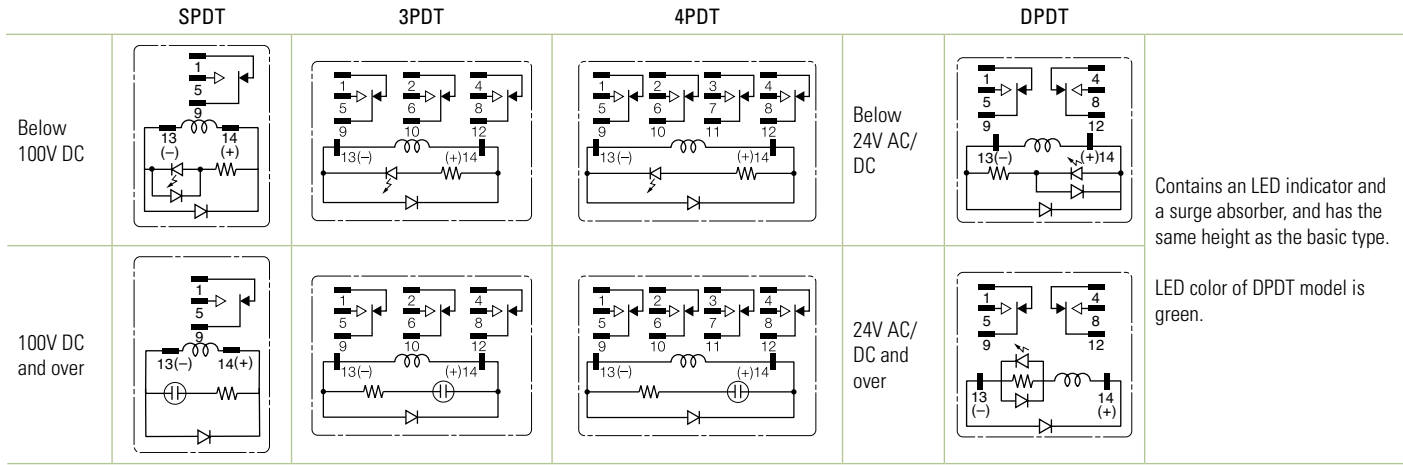 SPDT 3PDT 4PDT DPDT
Below
100V DC
1
5
9
13 14
(–) (+)
1 2 4
5 6 8
9 10 12
13(–) (+)14
1 2 3 4
5 6 7 8
9 10 11 12
13(–) (+)14
Below
24V AC/
DC
1 4
5 8
9 12
13(–) (+)14
Contains an LED indicator and
a surge absorber, and has the
same height as the basic type.
LED color of DPDT model is
green.
100V DC
and over
1
5
9
13(–) 14(+)
1 2 4
5 6 8
9 10 12
13(–) (+)14
1 2 3 4
5 6 7 8
9 10 11 12
13(–) (+)14
24V AC/
DC and
over
1 4
5 8
9 12
13 14
(–) (+)